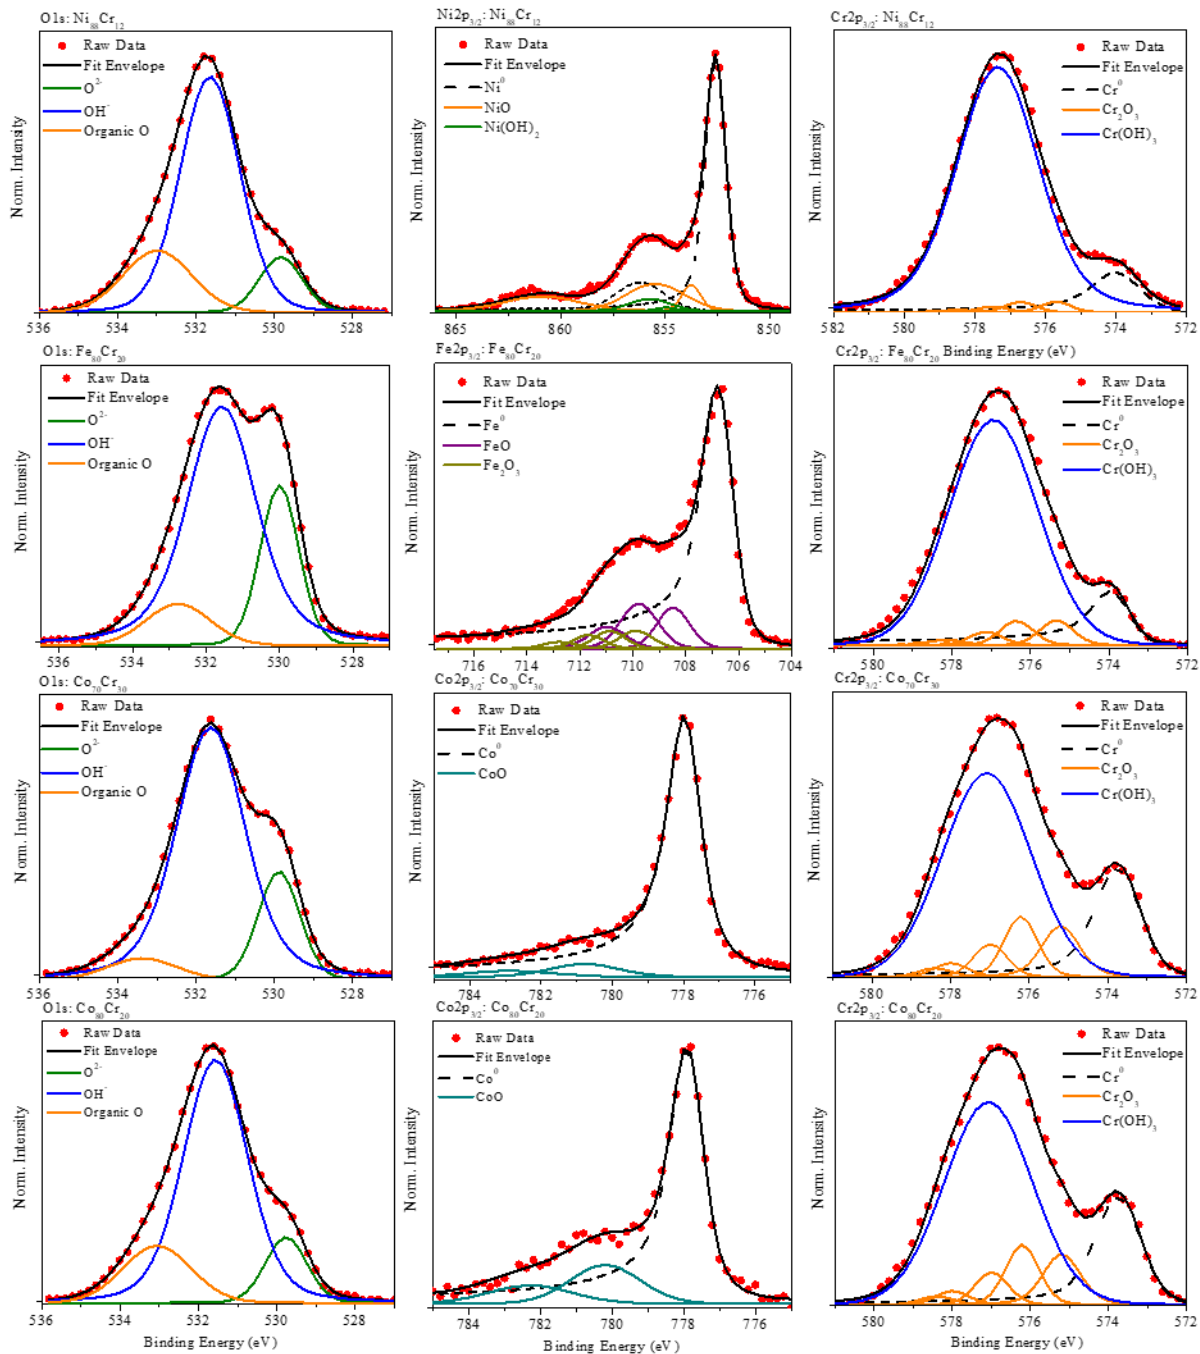 O1s: Ni₈₈Cr₁₂
Raw Data
Fit Envelope
O²⁻
OH⁻
Organic O
Norm. Intensity
536 534 532 530 528
Ni2p₃/₂: Ni₈₈Cr₁₂
Raw Data
Fit Envelope
Ni⁰
NiO
Ni(OH)₂
Norm. Intensity
865 860 855 850
Cr2p₃/₂: Ni₈₈Cr₁₂
Raw Data
Fit Envelope
Cr⁰
Cr₂O₃
Cr(OH)₃
Norm. Intensity
582 580 578 576 574 572
O1s: Fe₈₀Cr₂₀
Raw Data
Fit Envelope
O²⁻
OH⁻
Organic O
Norm. Intensity
536 534 532 530 528
Fe2p₃/₂: Fe₈₀Cr₂₀
Raw Data
Fit Envelope
Fe⁰
FeO
Fe₂O₃
Norm. Intensity
716 714 712 710 708 706 704
Cr2p₃/₂: Fe₈₀Cr₂₀ Binding Energy (eV)
Raw Data
Fit Envelope
Cr⁰
Cr₂O₃
Cr(OH)₃
Norm. Intensity
580 578 576 574 572
O1s: Co₇₀Cr₃₀
Raw Data
Fit Envelope
O²⁻
OH⁻
Organic O
Norm. Intensity
536 534 532 530 528
Co2p₃/₂: Co₇₀Cr₃₀
Raw Data
Fit Envelope
Co⁰
CoO
Norm. Intensity
784 782 780 778 776
Cr2p₃/₂: Co₇₀Cr₃₀
Raw Data
Fit Envelope
Cr⁰
Cr₂O₃
Cr(OH)₃
Norm. Intensity
580 578 576 574 572
O1s: Co₈₀Cr₂₀
Raw Data
Fit Envelope
O²⁻
OH⁻
Organic O
Norm. Intensity
536 534 532 530 528
Binding Energy (eV)
Co2p₃/₂: Co₈₀Cr₂₀
Raw Data
Fit Envelope
Co⁰
CoO
Norm. Intensity
784 782 780 778 776
Binding Energy (eV)
Cr2p₃/₂: Co₈₀Cr₂₀
Raw Data
Fit Envelope
Cr⁰
Cr₂O₃
Cr(OH)₃
Norm. Intensity
580 578 576 574 572
Binding Energy (eV)